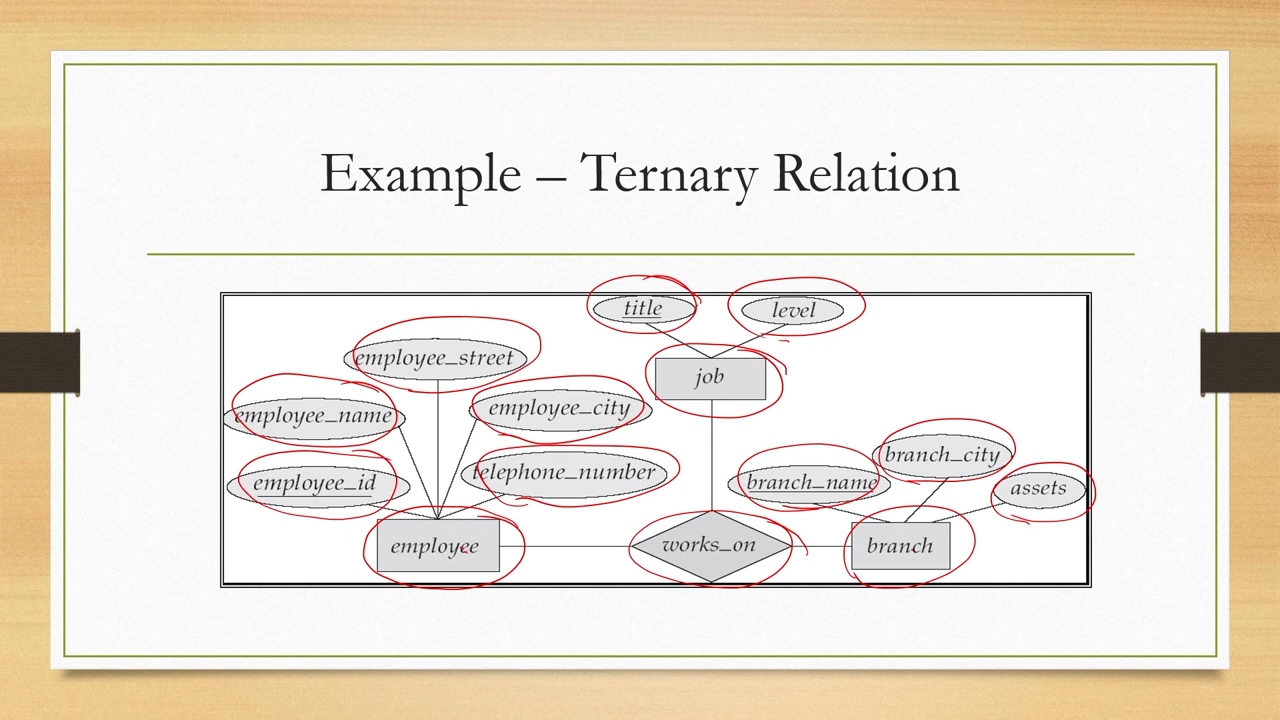 Example – Ternary Relation
title
level
employee_street
job
employee_name
employee_city
branch_city
telephone_number
employee_id
branch_name
assets
employee
works_on
branch